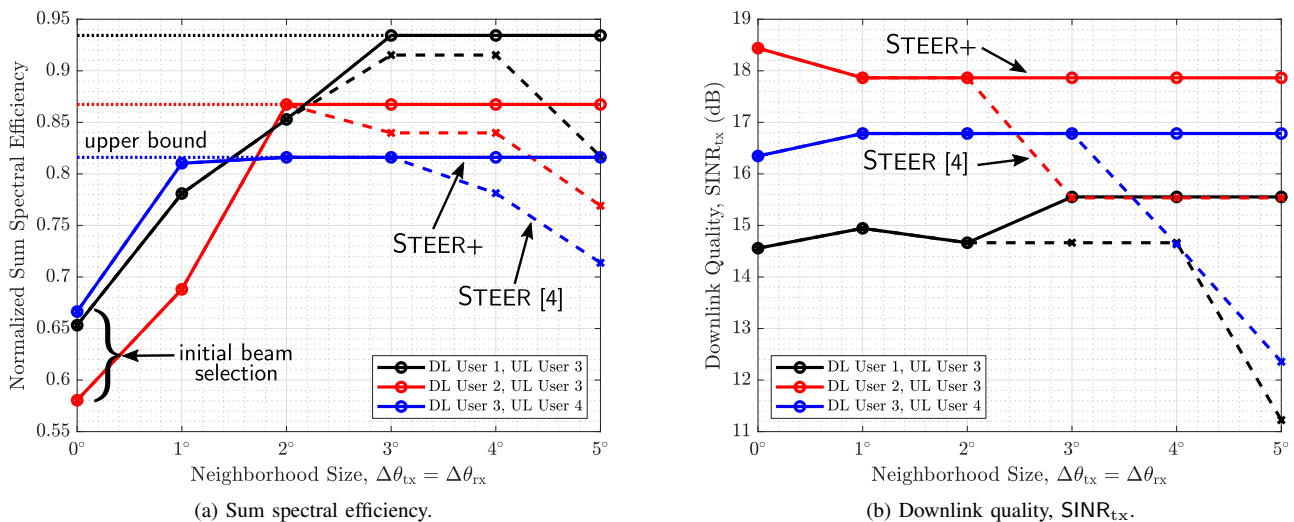 0.95
0.9
0.85
0.8
0.75
0.7
0.65
0.6
0.55
Normalized Sum Spectral Efficiency
upper bound
STEER+
STEER [4]
initial beam
selection
DL User 1, UL User 3
DL User 2, UL User 3
DL User 3, UL User 4
0° 1° 2° 3° 4° 5°
Neighborhood Size, Δθtx = Δθrx
(a) Sum spectral efficiency.
19
18
17
16
15
14
13
12
11
Downlink Quality, SINRtx (dB)
STEER+
STEER [4]
DL User 1, UL User 3
DL User 2, UL User 3
DL User 3, UL User 4
0° 1° 2° 3° 4° 5°
Neighborhood Size, Δθtx = Δθrx
(b) Downlink quality, SINRtx.